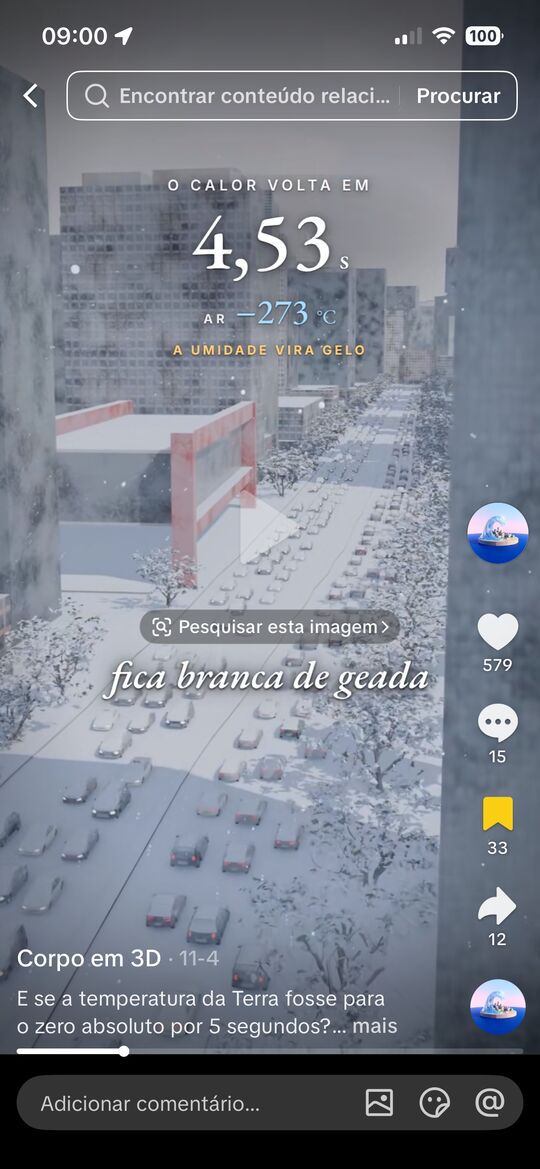 09:00
100
Encontrar conteúdo relaci...
Procurar
O CALOR VOLTA EM
4,53 s
AR −273 °C
A UMIDADE VIRA GELO
Pesquisar esta imagem
fica branca de geada
579
15
33
12
Corpo em 3D · 11-4
E se a temperatura da Terra fosse para
o zero absoluto por 5 segundos?... mais
Adicionar comentário...